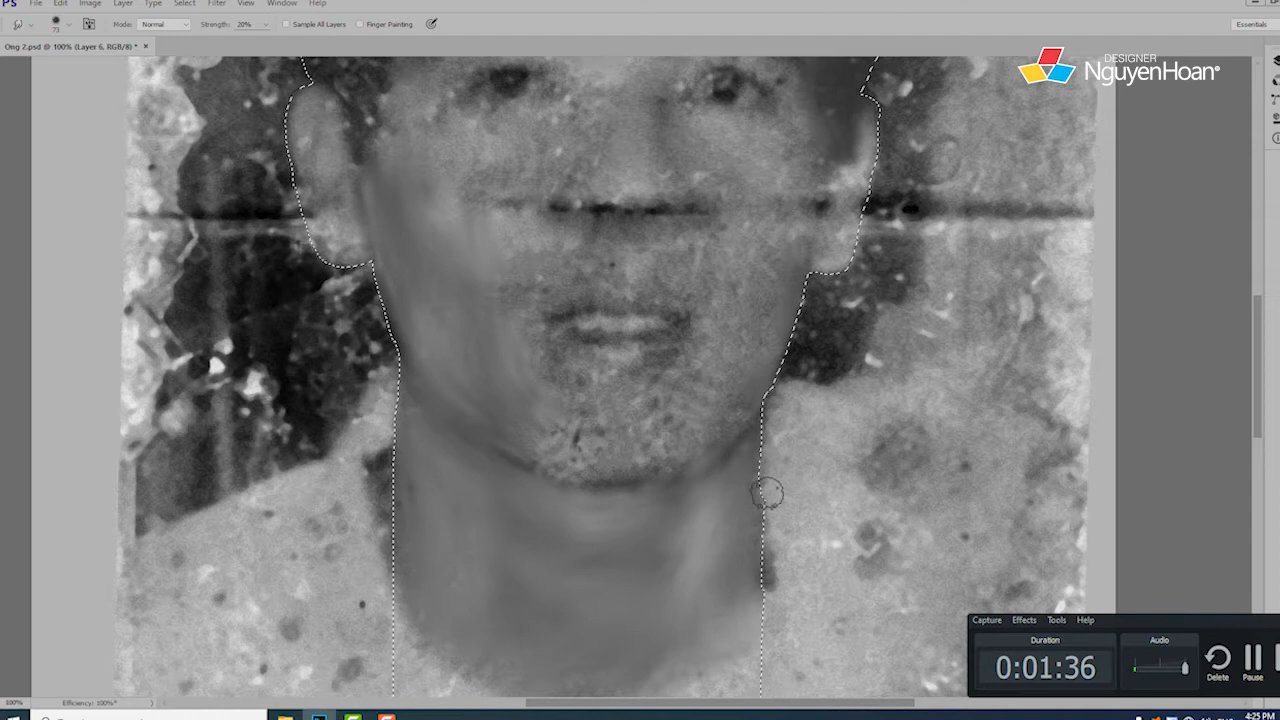 PS File Edit Image Layer Type Select Filter View Window Help
73 Mode: Normal Strength: 20% Sample All Layers Finger Painting Essentials
Ong 2.psd @ 100% (Layer 6, RGB/8) * ×
DESIGNER
NguyenHoan®
Capture Effects Tools Help
Duration Audio
0:01:36
Delete Pause
100% Efficiency: 100%*
4:25 PM